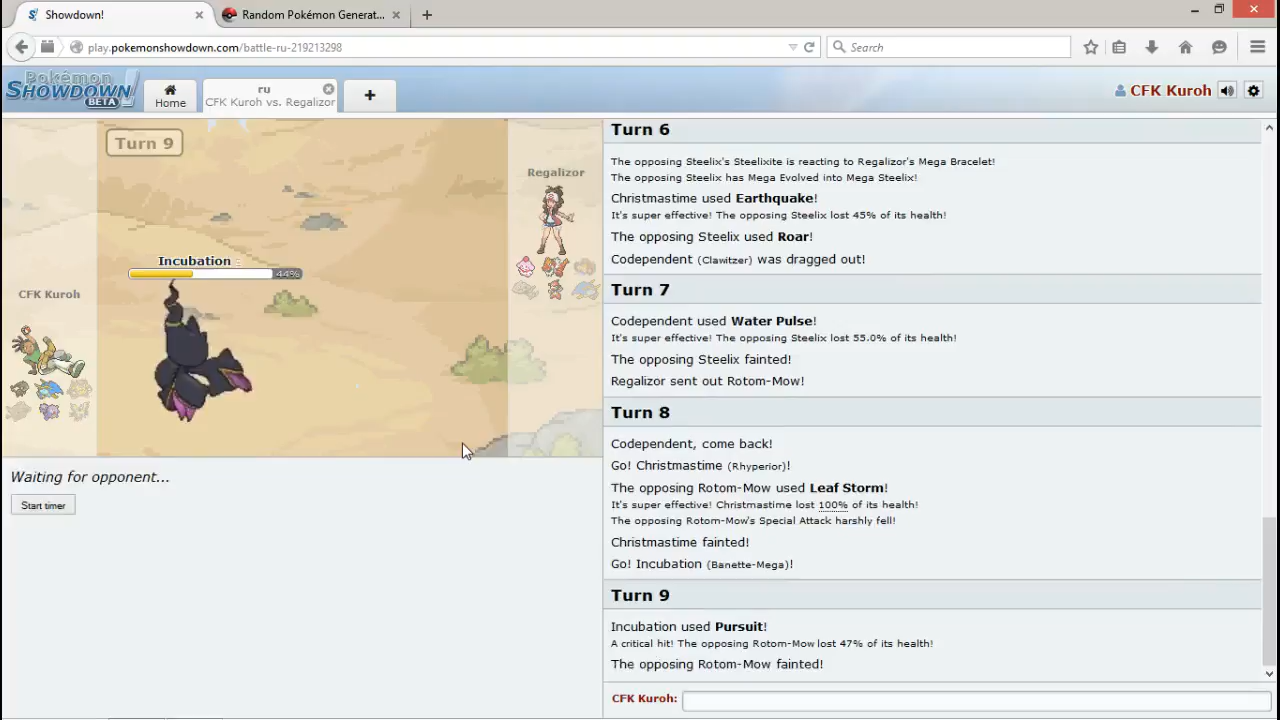 Showdown!
Random Pokémon Generat...
play.pokemonshowdown.com/battle-ru-219213298
Search
Pokémon
Showdown!
BETA
Home
ru
CFK Kuroh vs. Regalizor
CFK Kuroh
Turn 9
Regalizor
Incubation
44%
CFK Kuroh
Waiting for opponent...
Start timer
Turn 6
The opposing Steelix's Steelixite is reacting to Regalizor's Mega Bracelet!
The opposing Steelix has Mega Evolved into Mega Steelix!
Christmastime used Earthquake!
It's super effective! The opposing Steelix lost 45% of its health!
The opposing Steelix used Roar!
Codependent (Clawitzer) was dragged out!
Turn 7
Codependent used Water Pulse!
It's super effective! The opposing Steelix lost 55.0% of its health!
The opposing Steelix fainted!
Regalizor sent out Rotom-Mow!
Turn 8
Codependent, come back!
Go! Christmastime (Rhyperior)!
The opposing Rotom-Mow used Leaf Storm!
It's super effective! Christmastime lost 100% of its health!
The opposing Rotom-Mow's Special Attack harshly fell!
Christmastime fainted!
Go! Incubation (Banette-Mega)!
Turn 9
Incubation used Pursuit!
A critical hit! The opposing Rotom-Mow lost 47% of its health!
The opposing Rotom-Mow fainted!
CFK Kuroh: